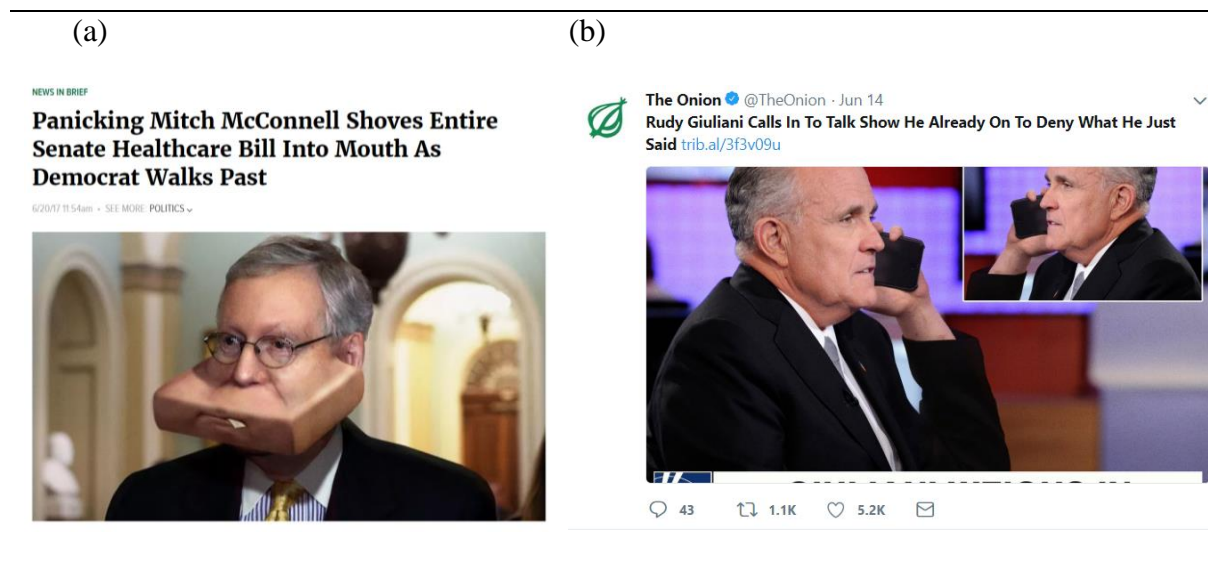 (a)
(b)
NEWS IN BRIEF
Panicking Mitch McConnell Shoves Entire
Senate Healthcare Bill Into Mouth As
Democrat Walks Past
6/20/17 11:54am • SEE MORE: POLITICS
The Onion @TheOnion · Jun 14
Rudy Giuliani Calls In To Talk Show He Already On To Deny What He Just
Said trib.al/3f3v09u
43 1.1K 5.2K